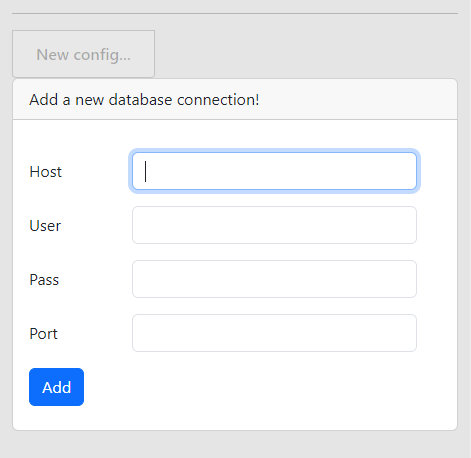 New config...
Add a new database connection!
Host
User
Pass
Port
Add